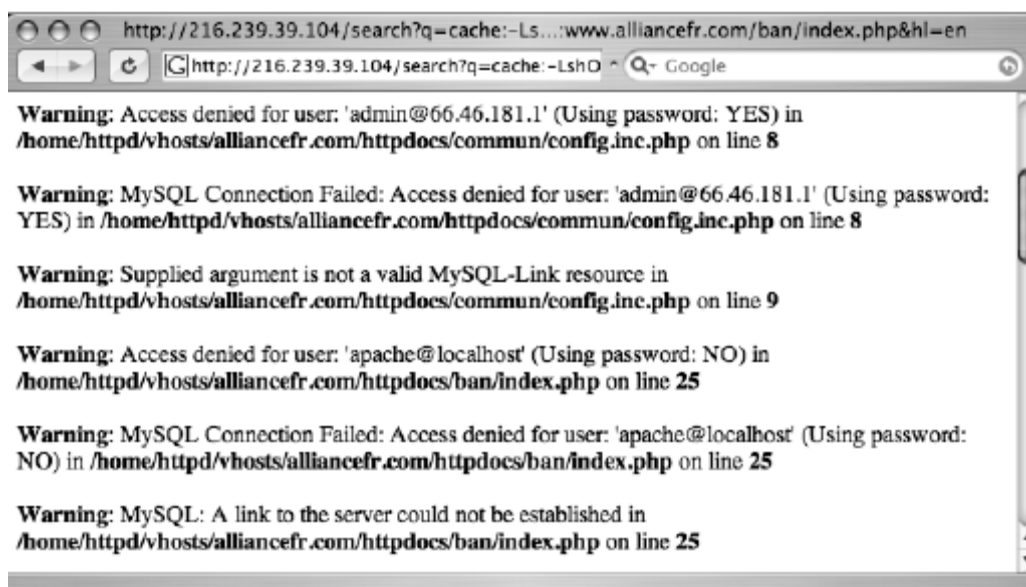 http://216.239.39.104/search?q=cache:-Ls...:www.alliancefr.com/ban/index.php&hl=en
http://216.239.39.104/search?q=cache:-LshO Google
Warning: Access denied for user: 'admin@66.46.181.1' (Using password: YES) in
/home/httpd/vhosts/alliancefr.com/httpdocs/commun/config.inc.php on line 8
Warning: MySQL Connection Failed: Access denied for user: 'admin@66.46.181.1' (Using password:
YES) in /home/httpd/vhosts/alliancefr.com/httpdocs/commun/config.inc.php on line 8
Warning: Supplied argument is not a valid MySQL-Link resource in
/home/httpd/vhosts/alliancefr.com/httpdocs/commun/config.inc.php on line 9
Warning: Access denied for user: 'apache@localhost' (Using password: NO) in
/home/httpd/vhosts/alliancefr.com/httpdocs/ban/index.php on line 25
Warning: MySQL Connection Failed: Access denied for user: 'apache@localhost' (Using password:
NO) in /home/httpd/vhosts/alliancefr.com/httpdocs/ban/index.php on line 25
Warning: MySQL: A link to the server could not be established in
/home/httpd/vhosts/alliancefr.com/httpdocs/ban/index.php on line 25